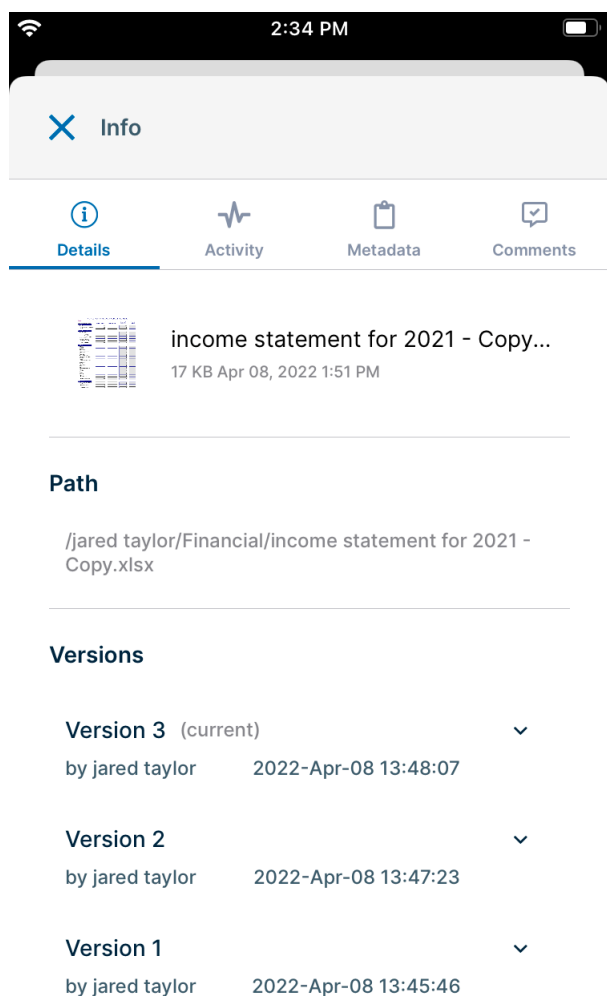 2:34 PM
Info
Details Activity Metadata Comments
income statement for 2021 - Copy...
17 KB Apr 08, 2022 1:51 PM
Path
/jared taylor/Financial/income statement for 2021 -
Copy.xlsx
Versions
Version 3 (current)
by jared taylor 2022-Apr-08 13:48:07
Version 2
by jared taylor 2022-Apr-08 13:47:23
Version 1
by jared taylor 2022-Apr-08 13:45:46